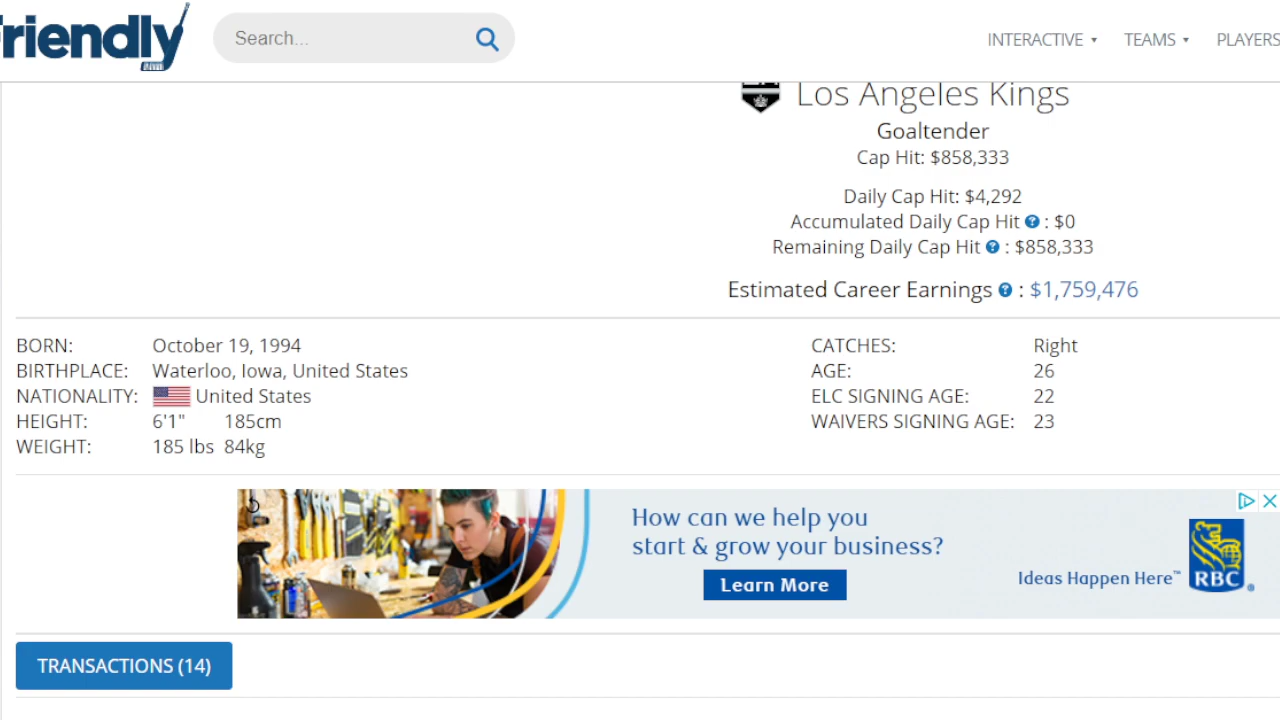 Friendly
Search...
INTERACTIVE ▾ TEAMS ▾ PLAYERS
Los Angeles Kings
Goaltender
Cap Hit: $858,333
Daily Cap Hit: $4,292
Accumulated Daily Cap Hit ? : $0
Remaining Daily Cap Hit ? : $858,333
Estimated Career Earnings ? : $1,759,476
BORN: October 19, 1994
BIRTHPLACE: Waterloo, Iowa, United States
NATIONALITY: United States
HEIGHT: 6'1" 185cm
WEIGHT: 185 lbs 84kg
CATCHES: Right
AGE: 26
ELC SIGNING AGE: 22
WAIVERS SIGNING AGE: 23
How can we help you
start & grow your business?
Learn More
Ideas Happen Here™
RBC®
TRANSACTIONS (14)